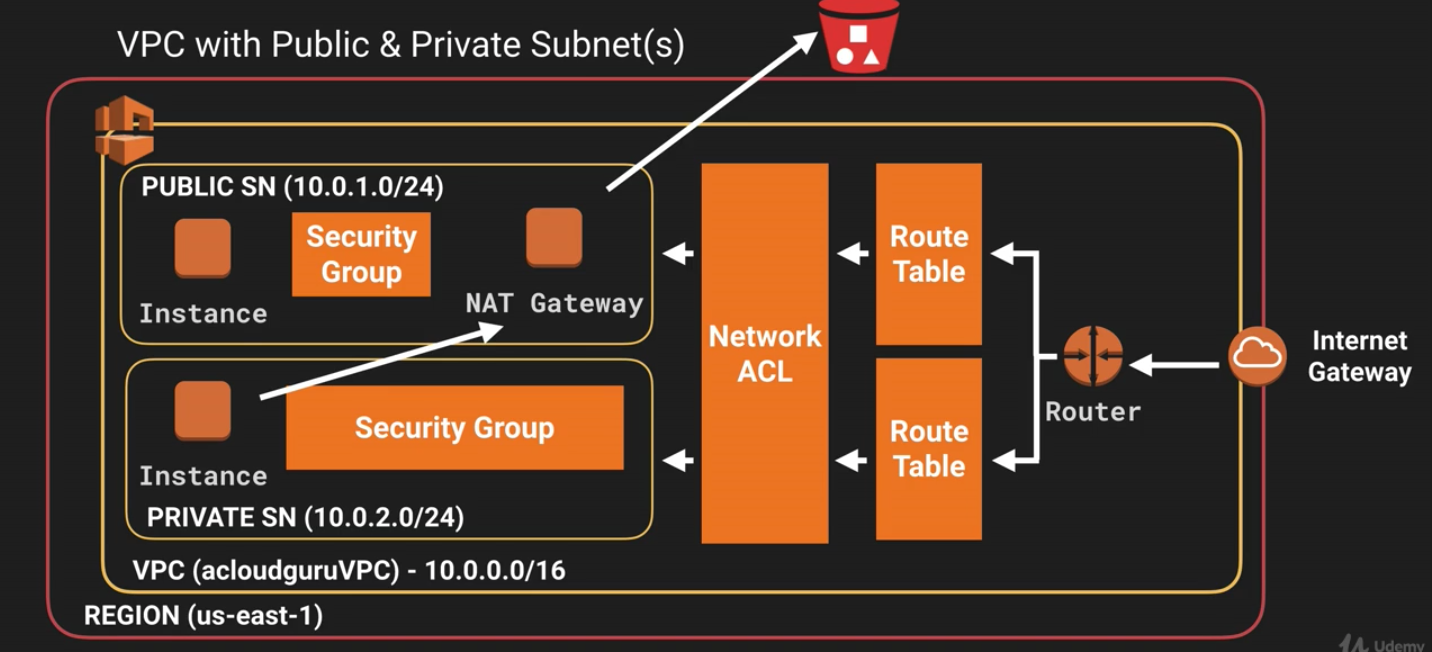 VPC with Public & Private Subnet(s)
PUBLIC SN (10.0.1.0/24)
Security
Group
Instance
NAT Gateway
Security Group
Instance
PRIVATE SN (10.0.2.0/24)
Network
ACL
Route
Table
Route
Table
Router
Internet
Gateway
VPC (acloudguruVPC) - 10.0.0.0/16
REGION (us-east-1)
Udemy